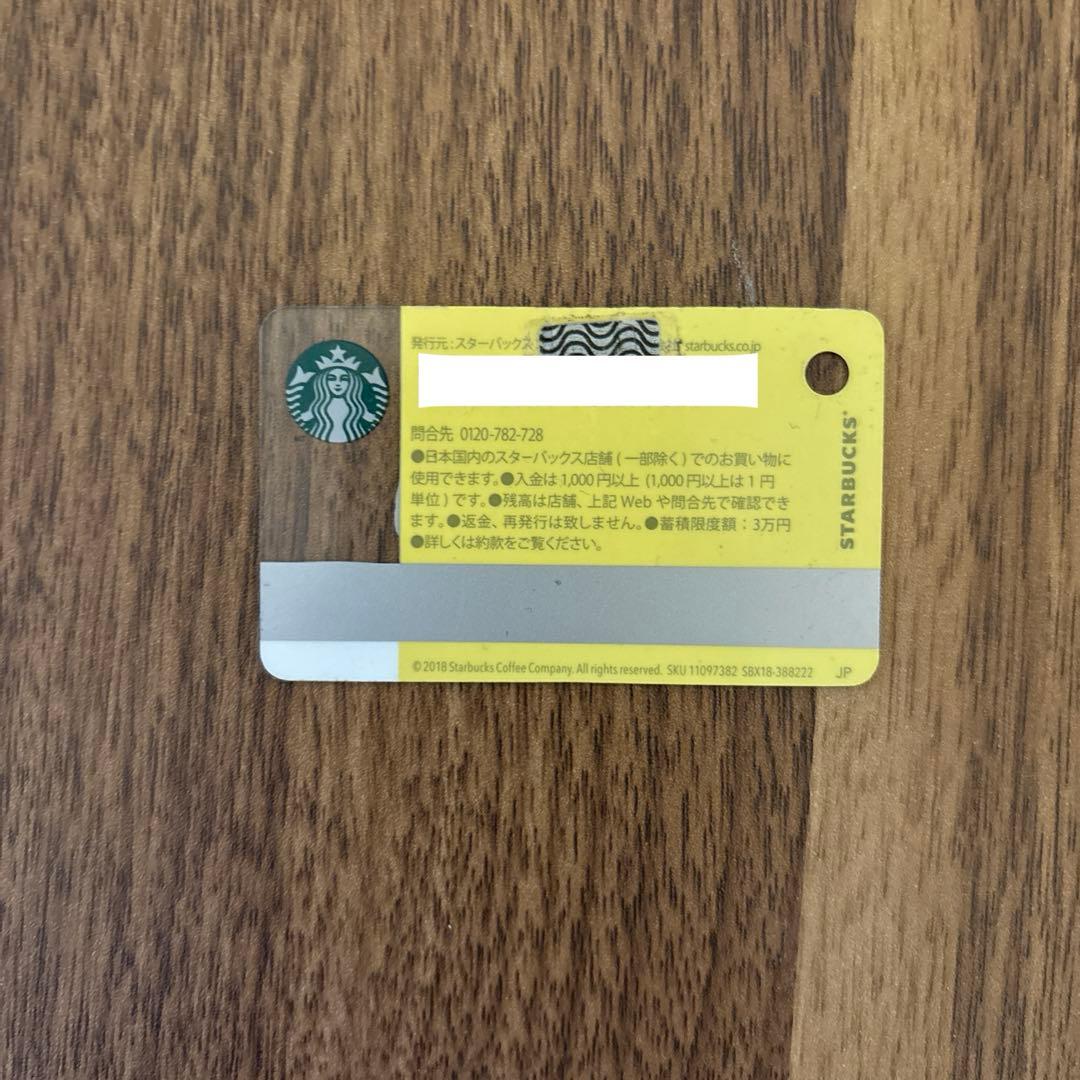 発行元：スターバックス starbucks.co.jp
問合先 0120-782-728
●日本国内のスターバックス店舗（一部除く）でのお買い物に
使用できます。●入金は1,000円以上（1,000円以上は1円
単位）です。●残高は店舗、上記Webや問合先で確認でき
ます。●返金、再発行は致しません。●蓄積限度額：3万円
●詳しくは約款をご覧ください。
©2018 Starbucks Coffee Company. All rights reserved. SKU 11097382 SBX18-388222 JP
STARBUCKS®